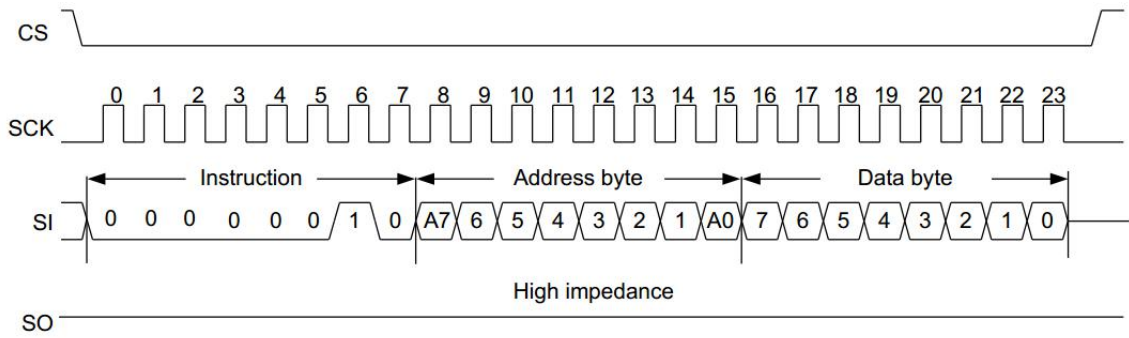 CS
0 1 2 3 4 5 6 7 8 9 10 11 12 13 14 15 16 17 18 19 20 21 22 23
SCK
Instruction Address byte Data byte
SI 0 0 0 0 0 0 1 0 A7 6 5 4 3 2 1 A0 7 6 5 4 3 2 1 0
High impedance
SO